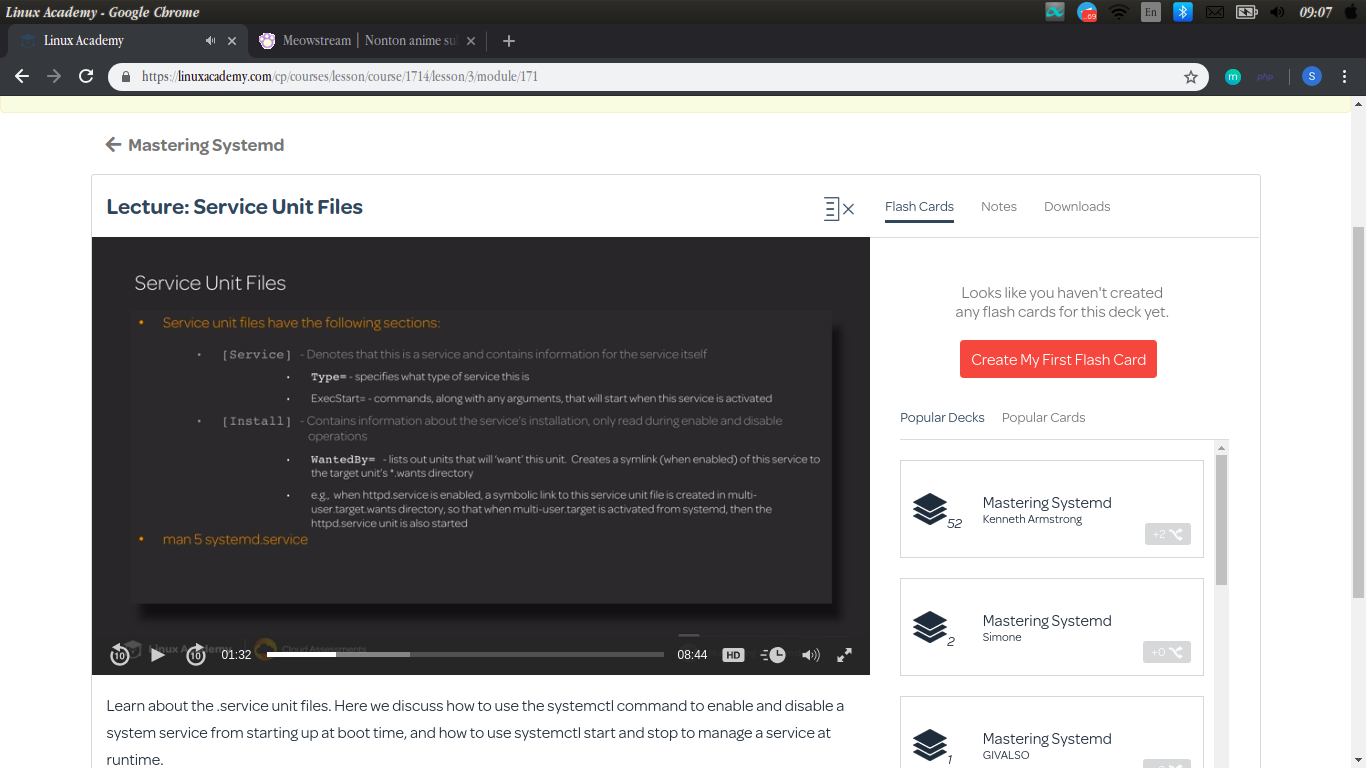 Linux Academy - Google Chrome
69
En
09:07
Linux Academy
Meowstream | Nonton anime su
https://linuxacademy.com/cp/courses/lesson/course/1714/lesson/3/module/171
m
php
S
Mastering Systemd
Lecture: Service Unit Files
Flash Cards
Notes
Downloads
Service Unit Files
• Service unit files have the following sections:
• [Service] - Denotes that this is a service and contains information for the service itself
• Type= - specifies what type of service this is
• ExecStart= - commands, along with any arguments, that will start when this service is activated
• [Install] - Contains information about the service's installation, only read during enable and disable
operations
• WantedBy= - lists out units that will 'want' this unit. Creates a symlink (when enabled) of this service to
the target unit's *.wants directory
• e.g., when httpd.service is enabled, a symbolic link to this service unit file is created in multi-
user.target.wants directory, so that when multi-user.target is activated from systemd, then the
httpd.service unit is also started
• man 5 systemd.service
Linux Academy
Cloud Assessments
10
10
01:32
08:44
HD
Looks like you haven't created
any flash cards for this deck yet.
Create My First Flash Card
Popular Decks
Popular Cards
Mastering Systemd
Kenneth Armstrong
52
+2
Mastering Systemd
Simone
2
+0
Mastering Systemd
GIVALSO
1
Learn about the .service unit files. Here we discuss how to use the systemctl command to enable and disable a
system service from starting up at boot time, and how to use systemctl start and stop to manage a service at
runtime.